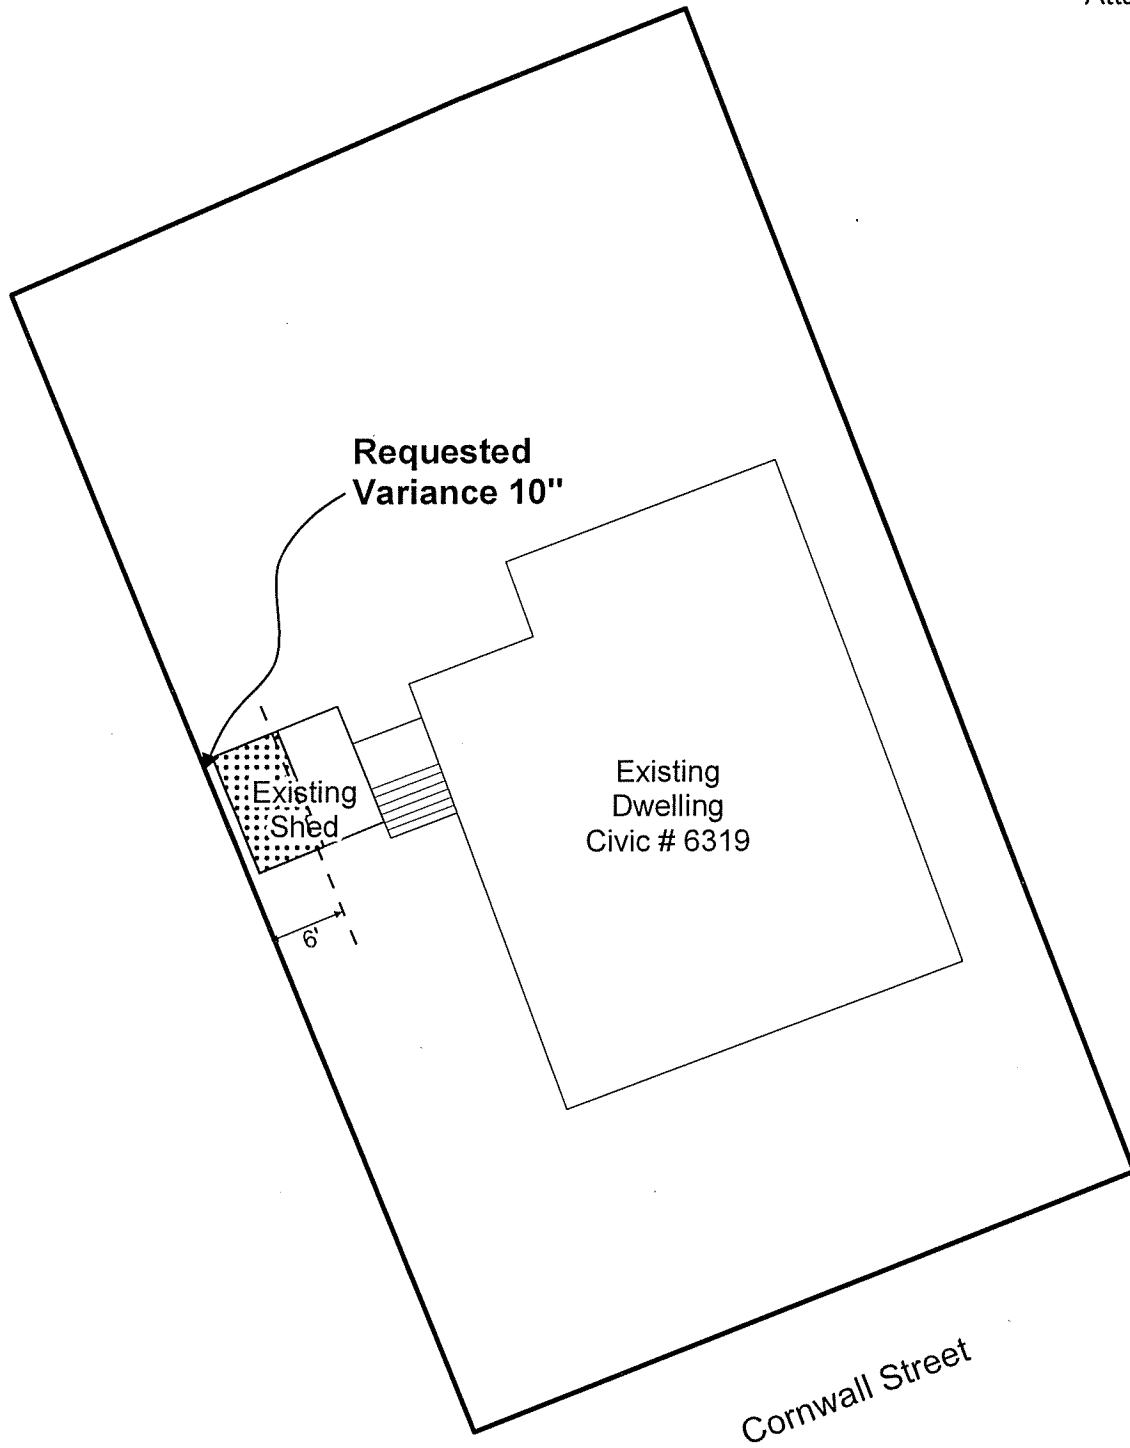 Requested
Variance 10"
Existing
Shed
Existing
Dwelling
Civic # 6319
6'
Cornwall Street